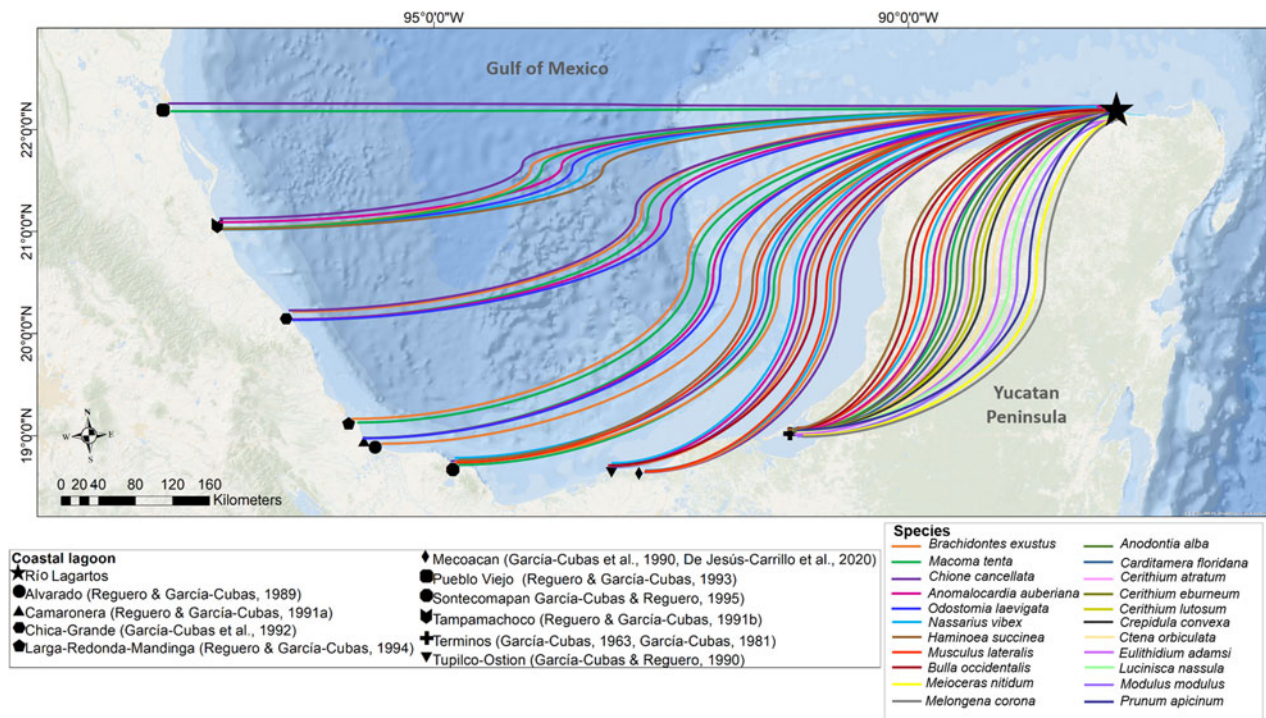 95°0'0"W 90°0'0"W
Gulf of Mexico
22°0'0"N
21°0'0"N
20°0'0"N
19°0'0"N
Yucatan
Peninsula
N
W E
S
0 20 40 80 120 160
Kilometers
Coastal lagoon
Río Lagartos
Alvarado (Reguero & García-Cubas, 1989)
Camaronera (Reguero & García-Cubas, 1991a)
Chica-Grande (García-Cubas et al., 1992)
Larga-Redonda-Mandinga (Reguero & García-Cubas, 1994)
Mecoacan (García-Cubas et al., 1990, De Jesús-Carrillo et al., 2020)
Pueblo Viejo (Reguero & García-Cubas, 1993)
Sontecomapan García-Cubas & Reguero, 1995)
Tampamachoco (Reguero & García-Cubas, 1991b)
Terminos (García-Cubas, 1963, García-Cubas, 1981)
Tupilco-Ostion (García-Cubas & Reguero, 1990)
Species
Brachidontes exustus
Macoma tenta
Chione cancellata
Anomalocardia auberiana
Odostomia laevigata
Nassarius vibex
Haminoea succinea
Musculus lateralis
Bulla occidentalis
Meioceras nitidum
Melongena corona
Anodontia alba
Carditamera floridana
Cerithium atratum
Cerithium eburneum
Cerithium lutosum
Crepidula convexa
Ctena orbiculata
Eulithidium adamsi
Lucinisca nassula
Modulus modulus
Prunum apicinum